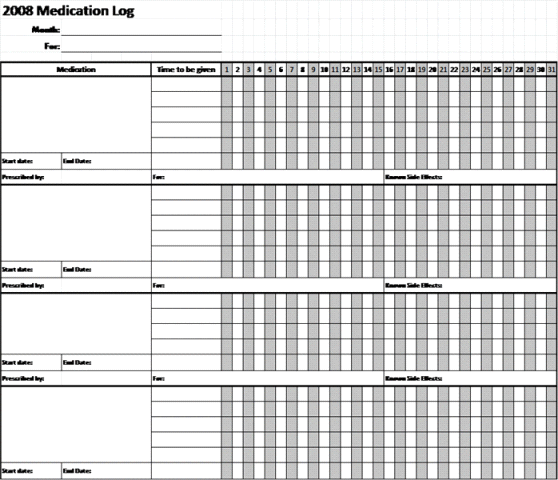 2008 Medication Log
Month:
For:
Medication Time to be given 1 2 3 4 5 6 7 8 9 10 11 12 13 14 15 16 17 18 19 20 21 22 23 24 25 26 27 28 29 30 31
Start date: End Date:
Prescribed by: For: Known Side Effects:
Start date: End Date:
Prescribed by: For: Known Side Effects:
Start date: End Date:
Prescribed by: For: Known Side Effects:
Start date: End Date: